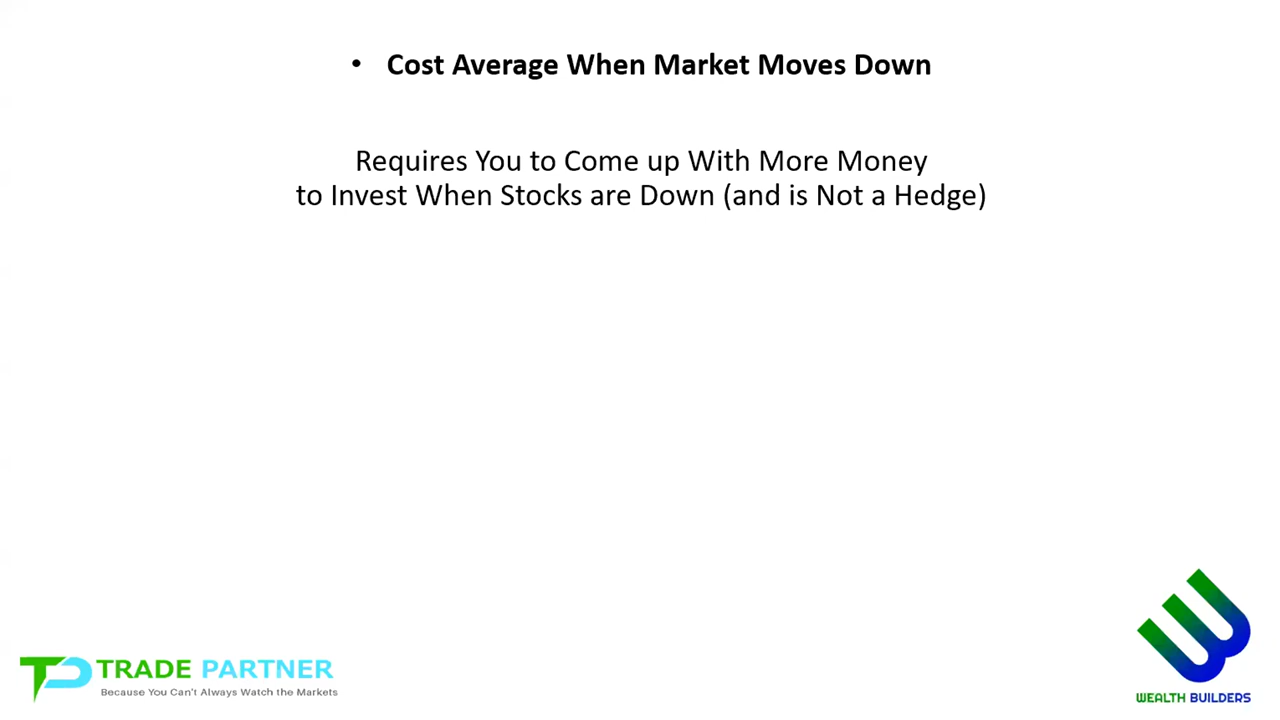 • Cost Average When Market Moves Down
Requires You to Come up With More Money
to Invest When Stocks are Down (and is Not a Hedge)
TRADE PARTNER
Because You Can't Always Watch the Markets
WEALTH BUILDERS